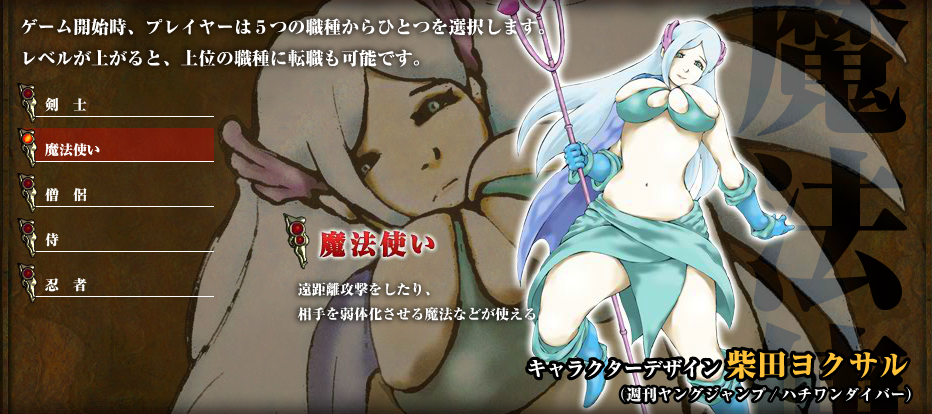 ゲーム開始時、プレイヤーは５つの職種からひとつを選択します。
レベルが上がると、上位の職種に転職も可能です。
剣　士
魔法使い
僧　侶
侍
忍　者
魔法使い
遠距離攻撃をしたり、
相手を弱体化させる魔法などが使える
魔法使
キャラクターデザイン 柴田ヨクサル
（週刊ヤングジャンプ / ハチワンダイバー）